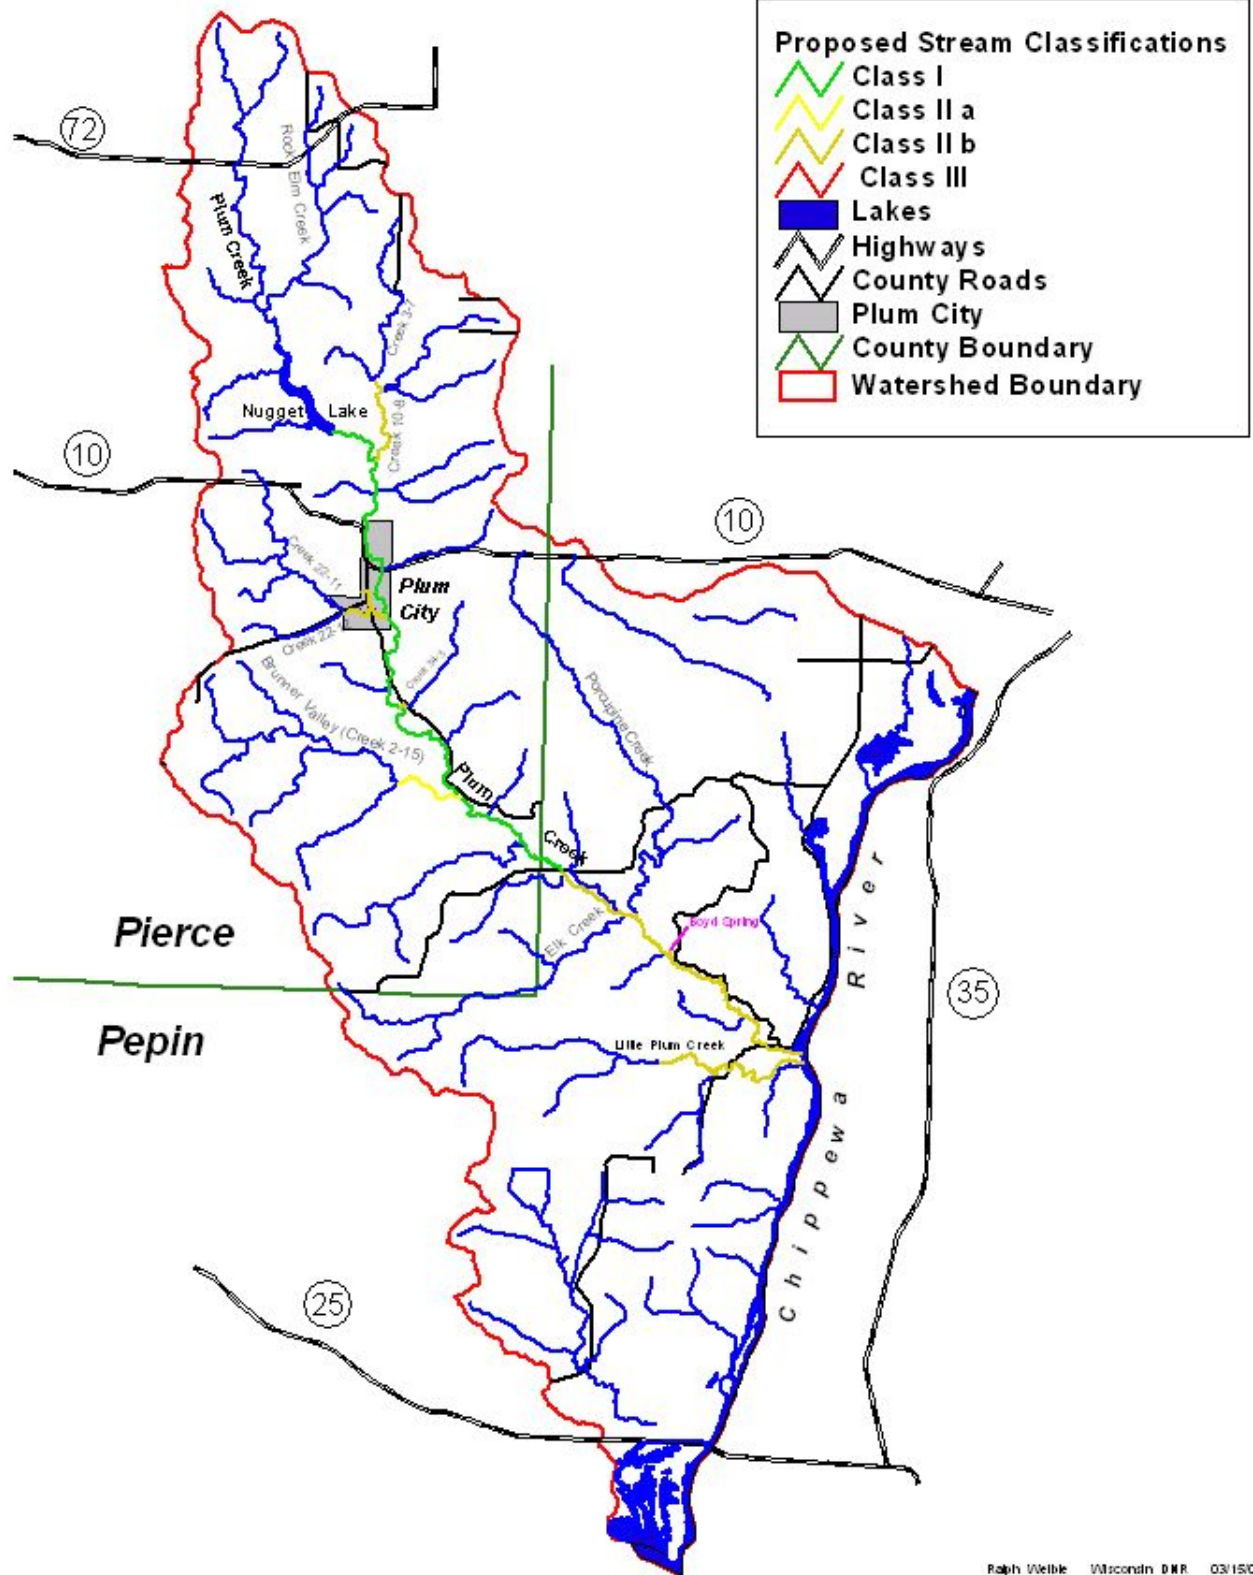 Proposed Stream Classifications
Class I
Class II a
Class II b
Class III
Lakes
Highways
County Roads
Plum City
County Boundary
Watershed Boundary
72
Rock Elm Creek
Plum Creek
Creek 3-7
Nugget Lake
Creek 10-8
10
10
Creek 22-11
Plum
City
Creek 22-
Brunner Valley (Creek 2-15)
Porcupine Creek
Plum
Creek
Pierce
Elk Creek
Boyd Spring
Chippewa River
35
Pepin
Little Plum Creek
25
Ralph Weible Wisconsin DNR 03/15/0